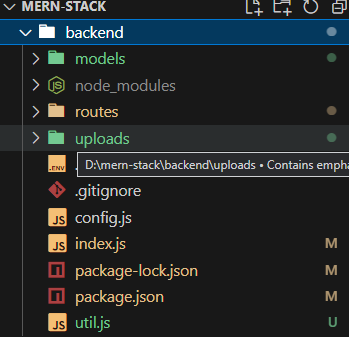 MERN-STACK
backend
models
node_modules
routes
uploads
D:\mern-stack\backend\uploads • Contains empha
.ENV
.gitignore
JS config.js
JS index.js M
package-lock.json M
package.json M
JS util.js U